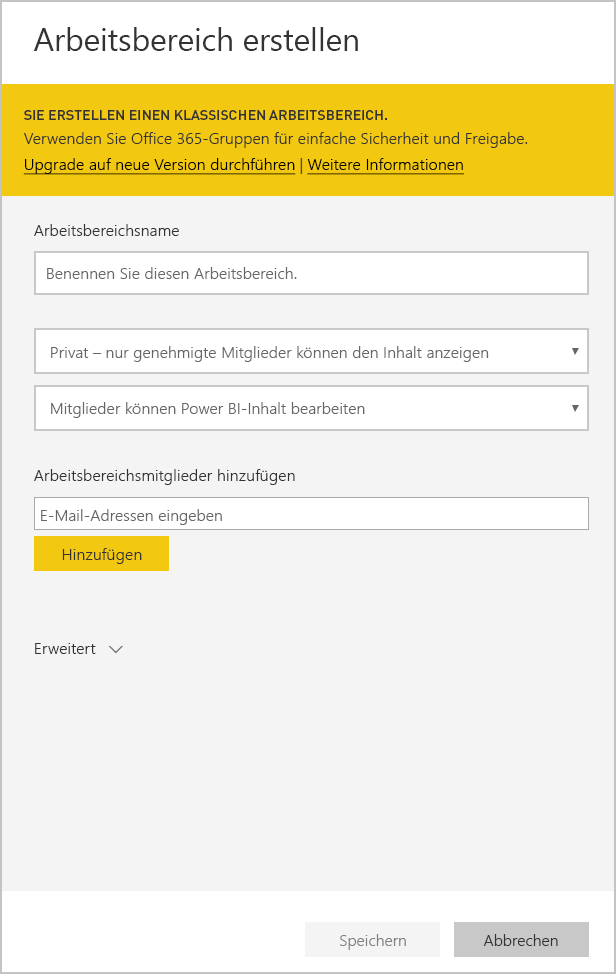 Arbeitsbereich erstellen
SIE ERSTELLEN EINEN KLASSISCHEN ARBEITSBEREICH.
Verwenden Sie Office 365-Gruppen für einfache Sicherheit und Freigabe.
Upgrade auf neue Version durchführen | Weitere Informationen
Arbeitsbereichsname
Benennen Sie diesen Arbeitsbereich.
Privat – nur genehmigte Mitglieder können den Inhalt anzeigen
Mitglieder können Power BI-Inhalt bearbeiten
Arbeitsbereichsmitglieder hinzufügen
E-Mail-Adressen eingeben
Hinzufügen
Erweitert
Speichern Abbrechen